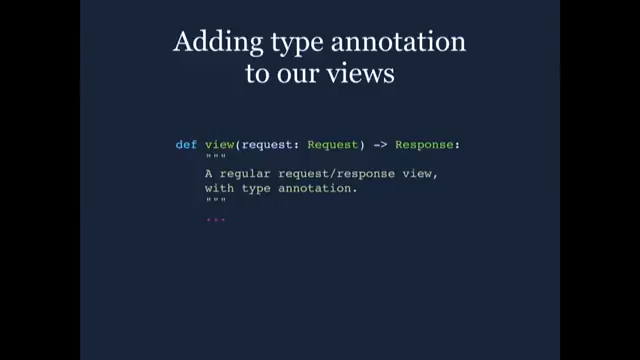 Adding type annotation
to our views
def view(request: Request) -> Response:
"""
A regular request/response view,
with type annotation.
"""
...